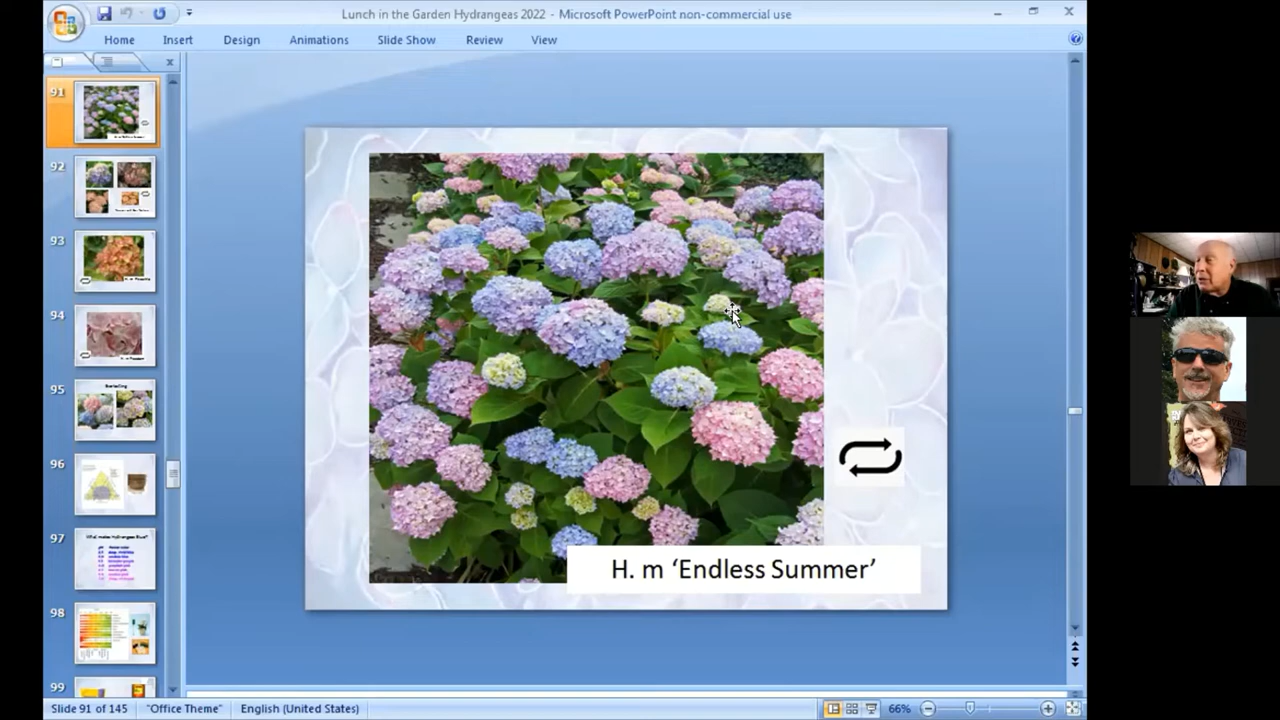 Lunch in the Garden Hydrangeas 2022 - Microsoft PowerPoint non-commercial use
Home Insert Design Animations Slide Show Review View
91
92
93
94
95
96
97
98
99
H. m ‘Endless Summer’
Slide 91 of 145 "Office Theme" English (United States) 66%